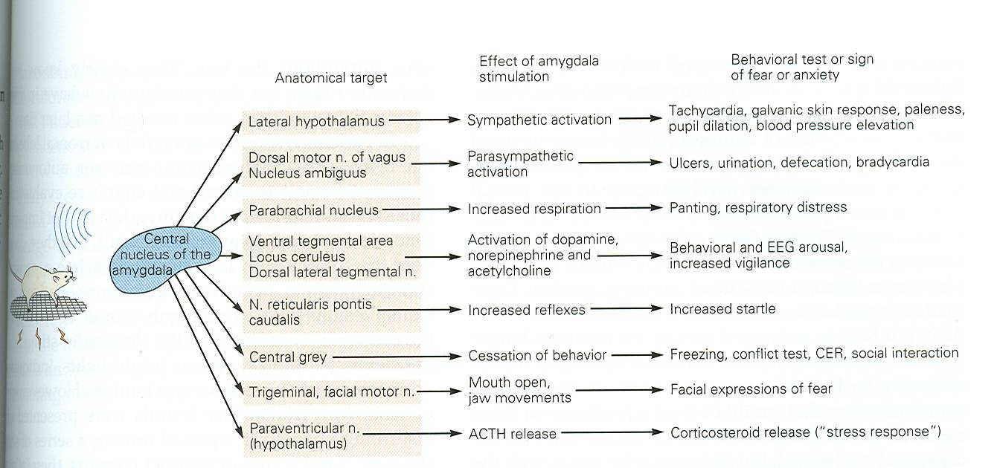 Effect of amygdala
stimulation
Behavioral test or sign
of fear or anxiety
Anatomical target
Lateral hypothalamus
Sympathetic activation
Tachycardia, galvanic skin response, paleness,
pupil dilation, blood pressure elevation
Dorsal motor n. of vagus
Nucleus ambiguus
Parasympathetic
activation
Ulcers, urination, defecation, bradycardia
Parabrachial nucleus
Increased respiration
Panting, respiratory distress
Central
nucleus of the
amygdala
Ventral tegmental area
Locus ceruleus
Dorsal lateral tegmental n.
Activation of dopamine,
norepinephrine and
acetylcholine
Behavioral and EEG arousal,
increased vigilance
N. reticularis pontis
caudalis
Increased reflexes
Increased startle
Central grey
Cessation of behavior
Freezing, conflict test, CER, social interaction
Trigeminal, facial motor n.
Mouth open,
jaw movements
Facial expressions of fear
Paraventricular n.
(hypothalamus)
ACTH release
Corticosteroid release ("stress response")